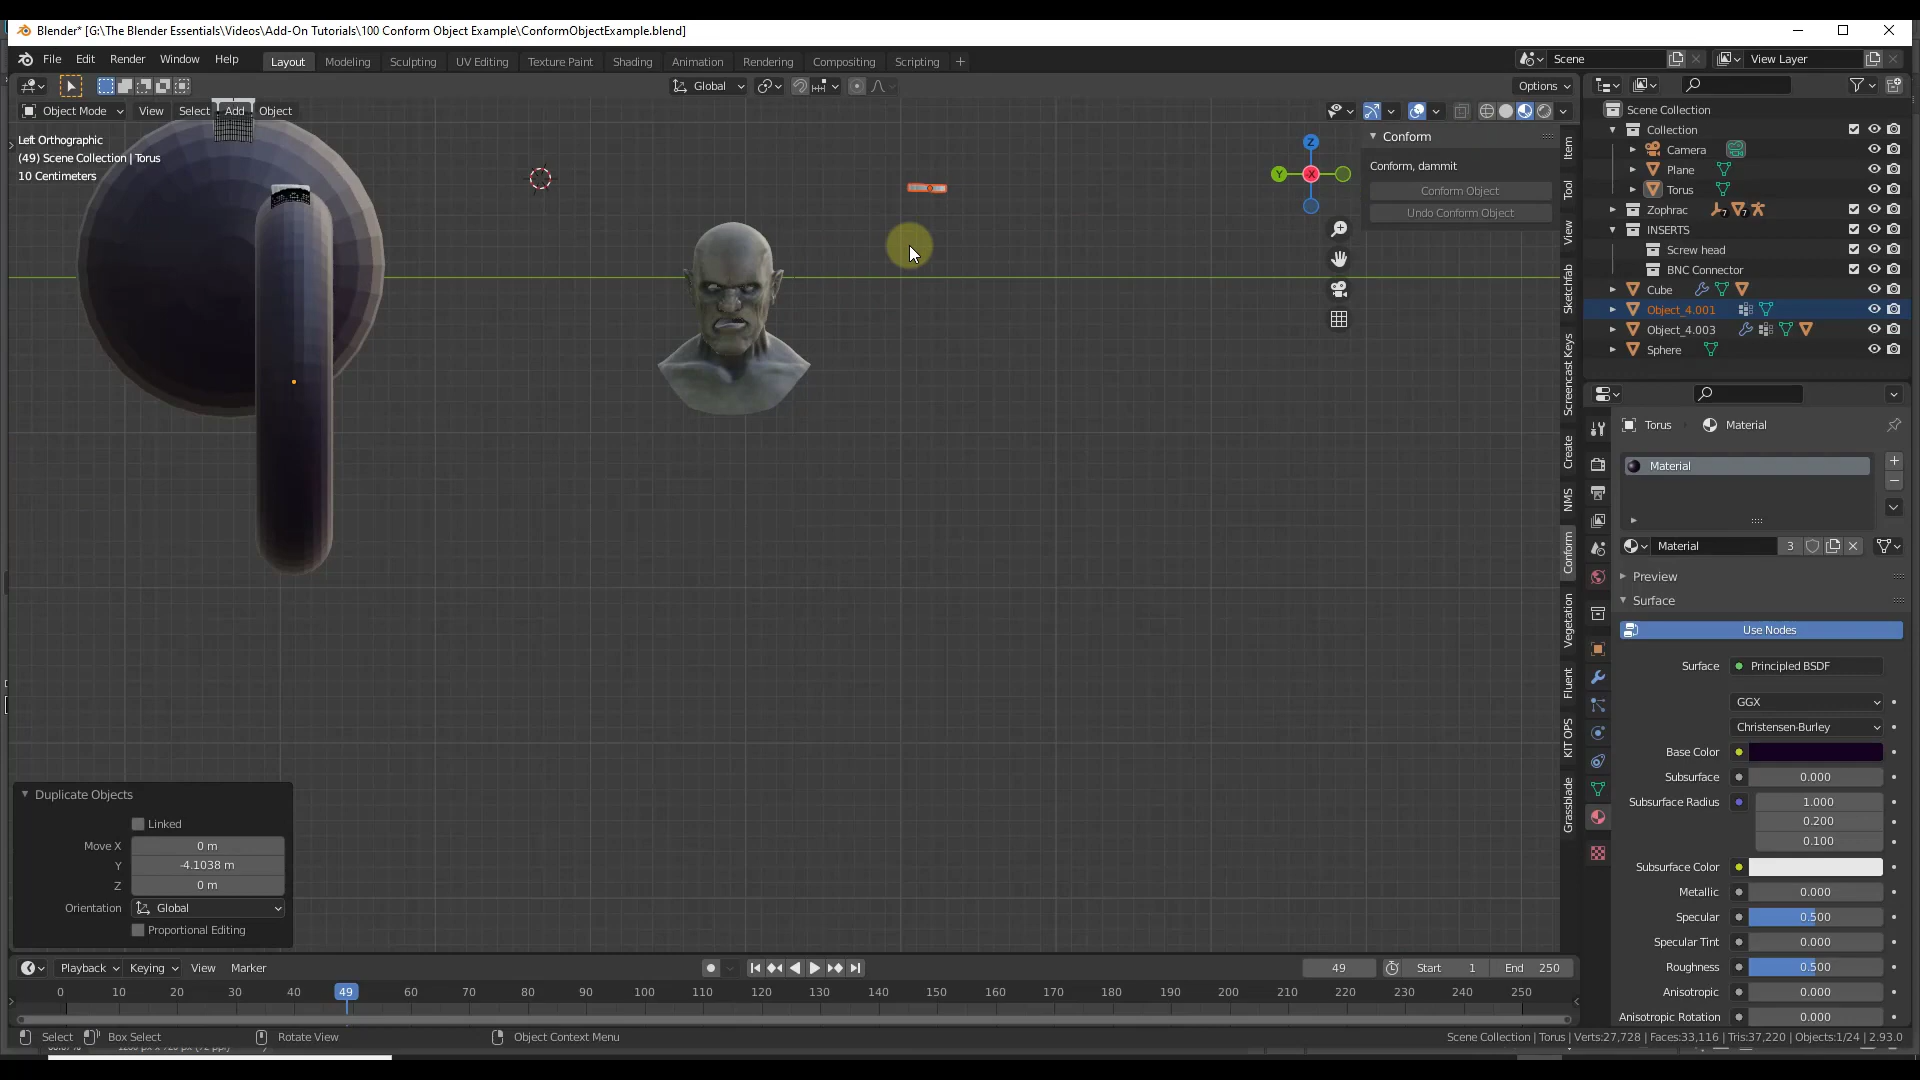 Blender* [G:\The Blender Essentials\Videos\Add-On Tutorials\100 Conform Object Example\ConformObjectExample.blend]
File Edit Render Window Help Layout Modeling Sculpting UV Editing Texture Paint Shading Animation Rendering Compositing Scripting + Scene View Layer
Global Options
Object Mode View Select Add Object
Left Orthographic
(49) Scene Collection | Torus
10 Centimeters
Conform
Conform, dammit
Conform Object
Undo Conform Object
Z
Y
X
Item
Tool
View
Sketchfab
Screencast Keys
Create
NMS
Conform
Vegetation
Fluent
KIT OPS
Grassblade
Scene Collection
Collection
Camera
Plane
Torus
Zophrac 7 7
INSERTS
Screw head
BNC Connector
Cube
Object_4.001
Object_4.003
Sphere
Torus Material
Material
Material 3
Preview
Surface
Use Nodes
Surface Principled BSDF
GGX
Christensen-Burley
Base Color
Subsurface 0.000
Subsurface Radius 1.000
0.200
0.100
Subsurface Color
Metallic 0.000
Specular 0.500
Specular Tint 0.000
Roughness 0.500
Anisotropic 0.000
Anisotropic Rotation 0.000
Duplicate Objects
Linked
Move X 0 m
Y -4.1038 m
Z 0 m
Orientation Global
Proportional Editing
Playback Keying View Marker 49 Start 1 End 250
0 10 20 30 40 49 60 70 80 90 100 110 120 130 140 150 160 170 180 190 200 210 220 230 240 250
Select Box Select Rotate View Object Context Menu Scene Collection | Torus | Verts:27,728 | Faces:33,116 | Tris:37,220 | Objects:1/24 | 2.93.0